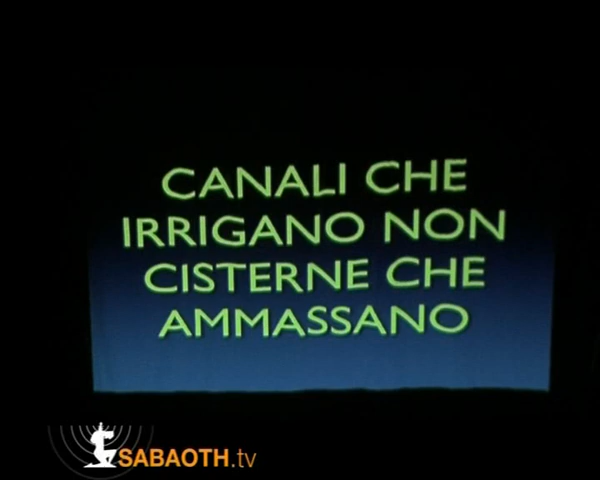 CANALI CHE
IRRIGANO NON
CISTERNE CHE
AMMASSANO
SABAOTH.tv